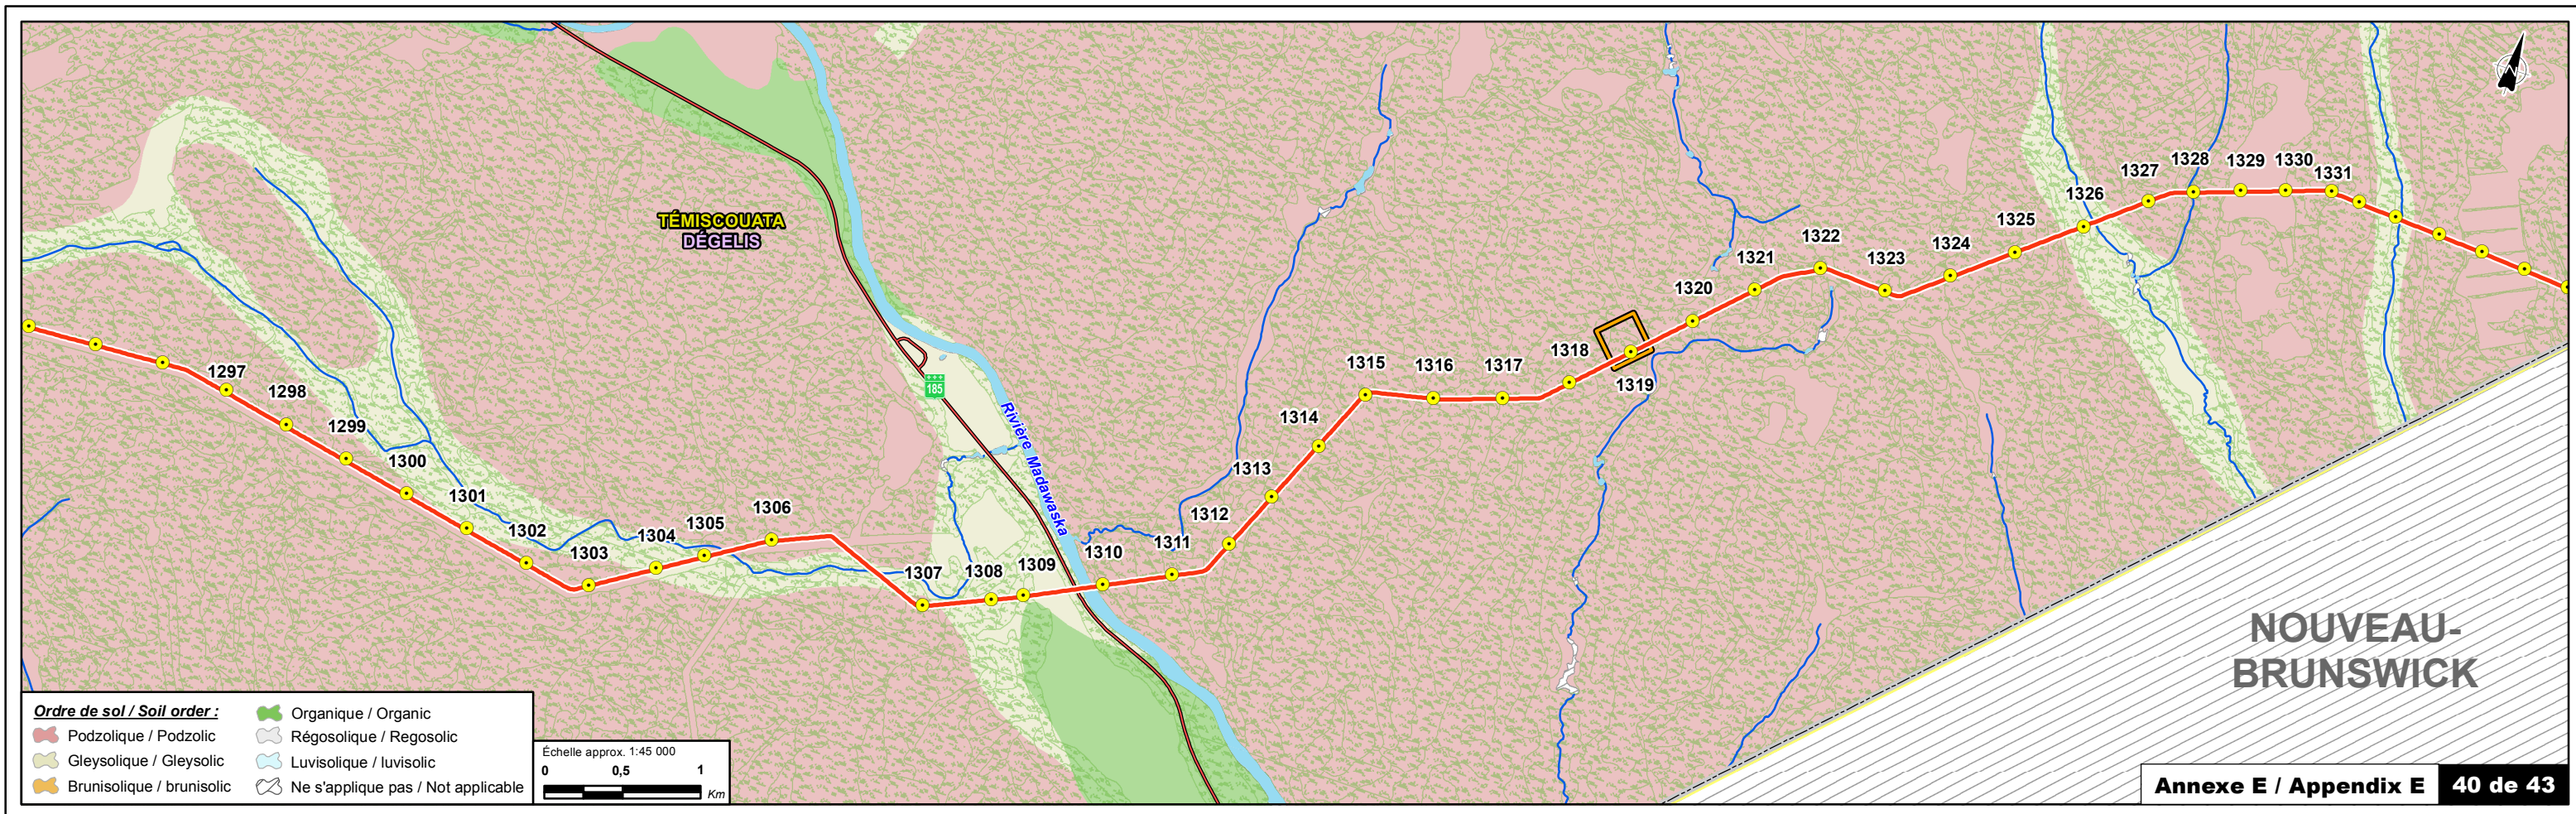 TÉMISCOUATA
DÉGELIS
185
Rivière Madawaska
1297
1298
1299
1300
1301
1302
1303
1304
1305
1306
1307
1308
1309
1310
1311
1312
1313
1314
1315
1316
1317
1318
1319
1320
1321
1322
1323
1324
1325
1326
1327
1328
1329
1330
1331
N
NOUVEAU-
BRUNSWICK
Ordre de sol / Soil order :
Podzolique / Podzolic
Gleysolique / Gleysolic
Brunisolique / brunisolic
Organique / Organic
Régosolique / Regosolic
Luvisolique / luvisolic
Ne s'applique pas / Not applicable
Échelle approx. 1:45 000
0 0,5 1
Km
Annexe E / Appendix E 40 de 43